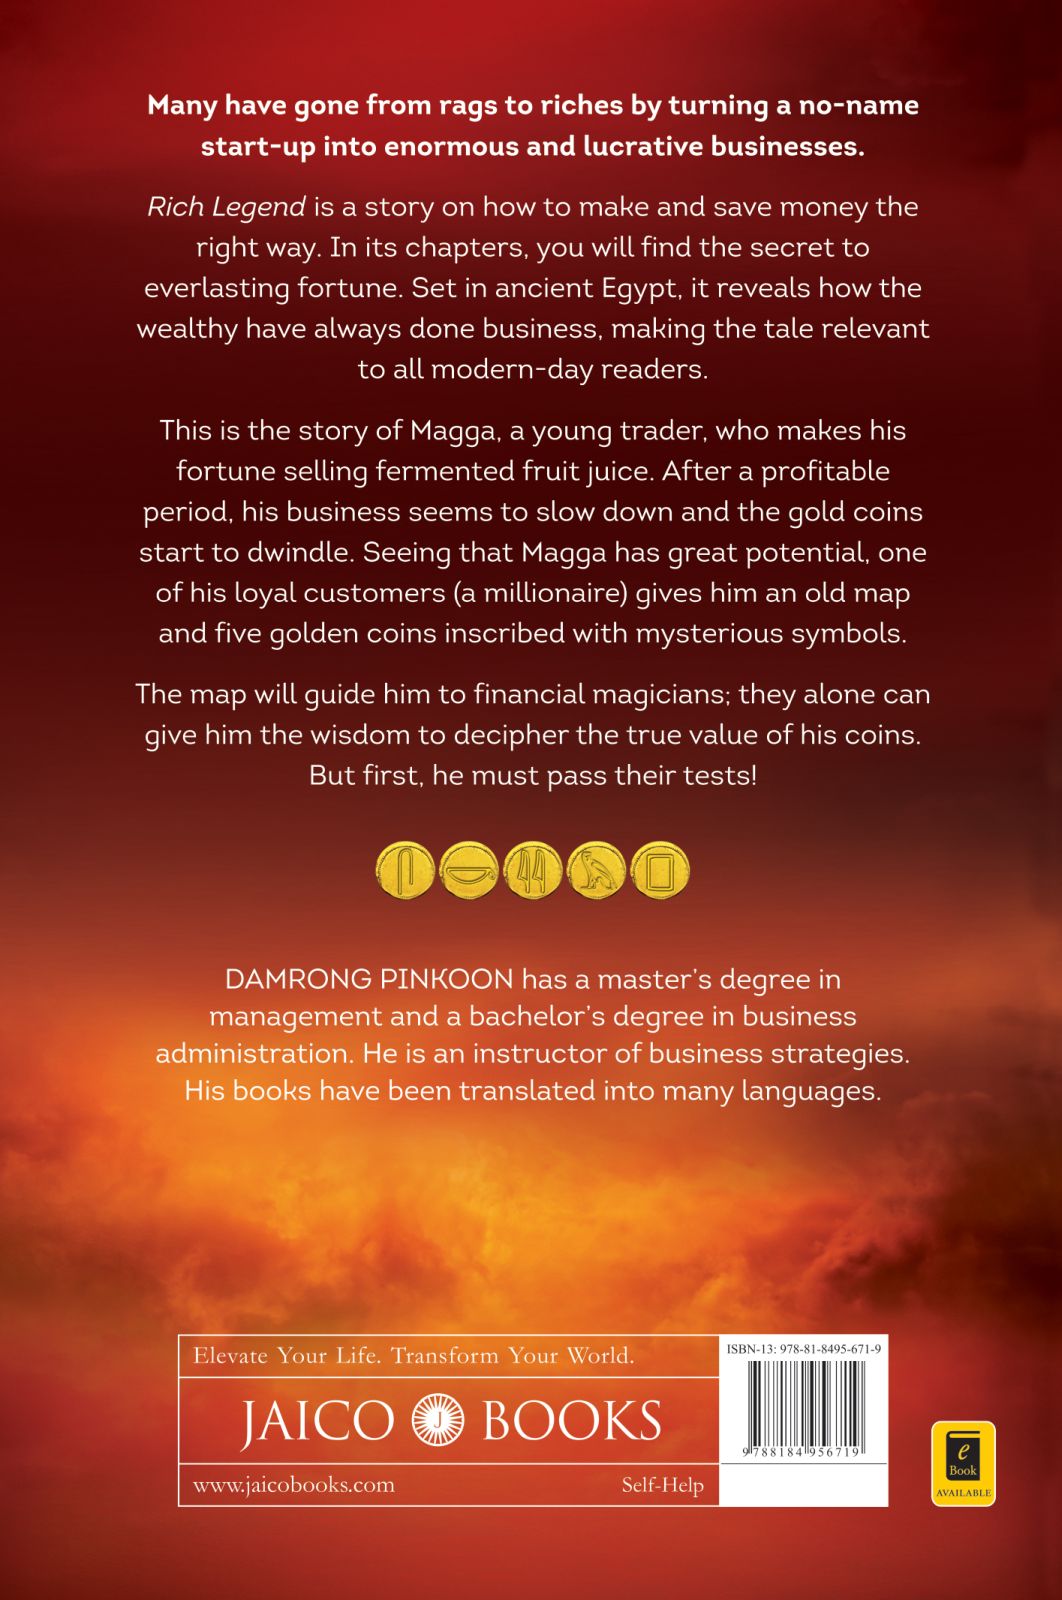 Many have gone from rags to riches by turning a no-name
start-up into enormous and lucrative businesses.
Rich Legend is a story on how to make and save money the
right way. In its chapters, you will find the secret to
everlasting fortune. Set in ancient Egypt, it reveals how the
wealthy have always done business, making the tale relevant
to all modern-day readers.
This is the story of Magga, a young trader, who makes his
fortune selling fermented fruit juice. After a profitable
period, his business seems to slow down and the gold coins
start to dwindle. Seeing that Magga has great potential, one
of his loyal customers (a millionaire) gives him an old map
and five golden coins inscribed with mysterious symbols.
The map will guide him to financial magicians; they alone can
give him the wisdom to decipher the true value of his coins.
But first, he must pass their tests!
DAMRONG PINKOON has a master's degree in
management and a bachelor's degree in business
administration. He is an instructor of business strategies.
His books have been translated into many languages.
Elevate Your Life. Transform Your World.
JAICO J BOOKS
www.jaicobooks.com Self-Help
ISBN-13: 978-81-8495-671-9
9 788184 956719
e
Book
AVAILABLE